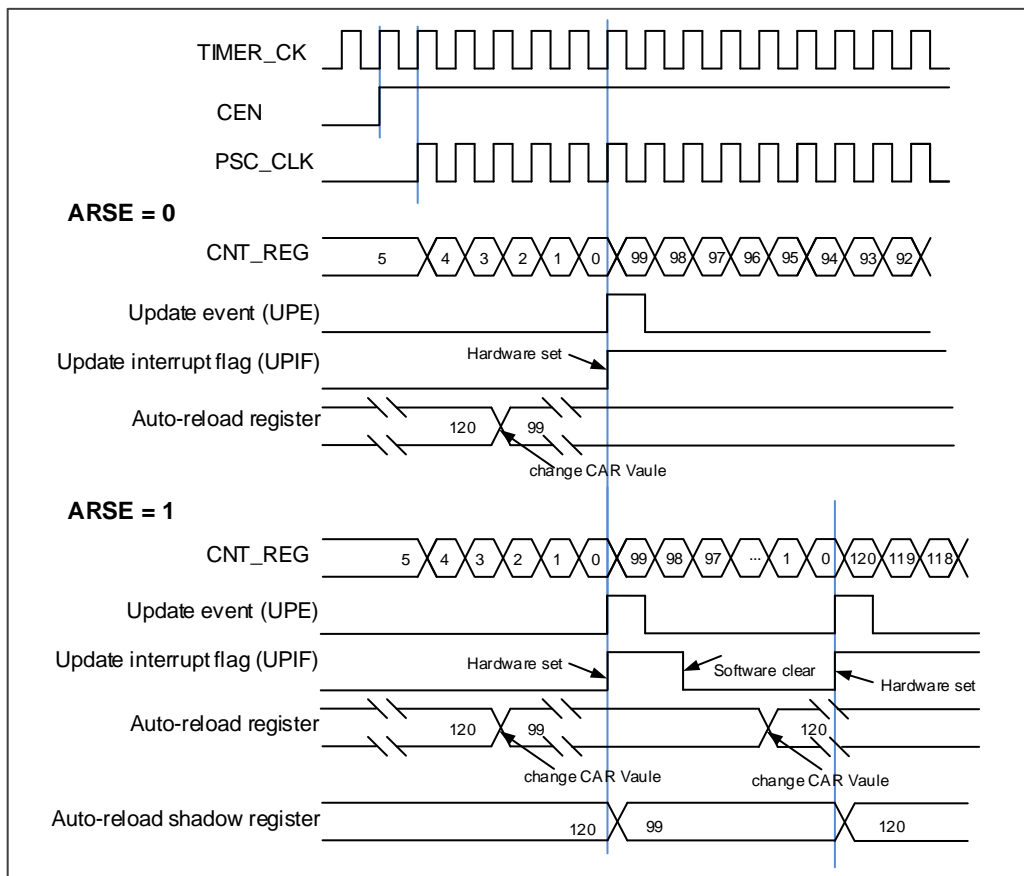 TIMER_CK
CEN
PSC_CLK
ARSE = 0
CNT_REG 5 4 3 2 1 0 99 98 97 96 95 94 93 92
Update event (UPE)
Hardware set
Update interrupt flag (UPIF)
Auto-reload register
120 99
change CAR Vaule
ARSE = 1
CNT_REG 5 4 3 2 1 0 99 98 97 ... 1 0 120 119 118
Update event (UPE)
Update interrupt flag (UPIF) Hardware set Software clear
Hardware set
Auto-reload register 120 99 120
change CAR Vaule change CAR Vaule
Auto-reload shadow register 120 99 120